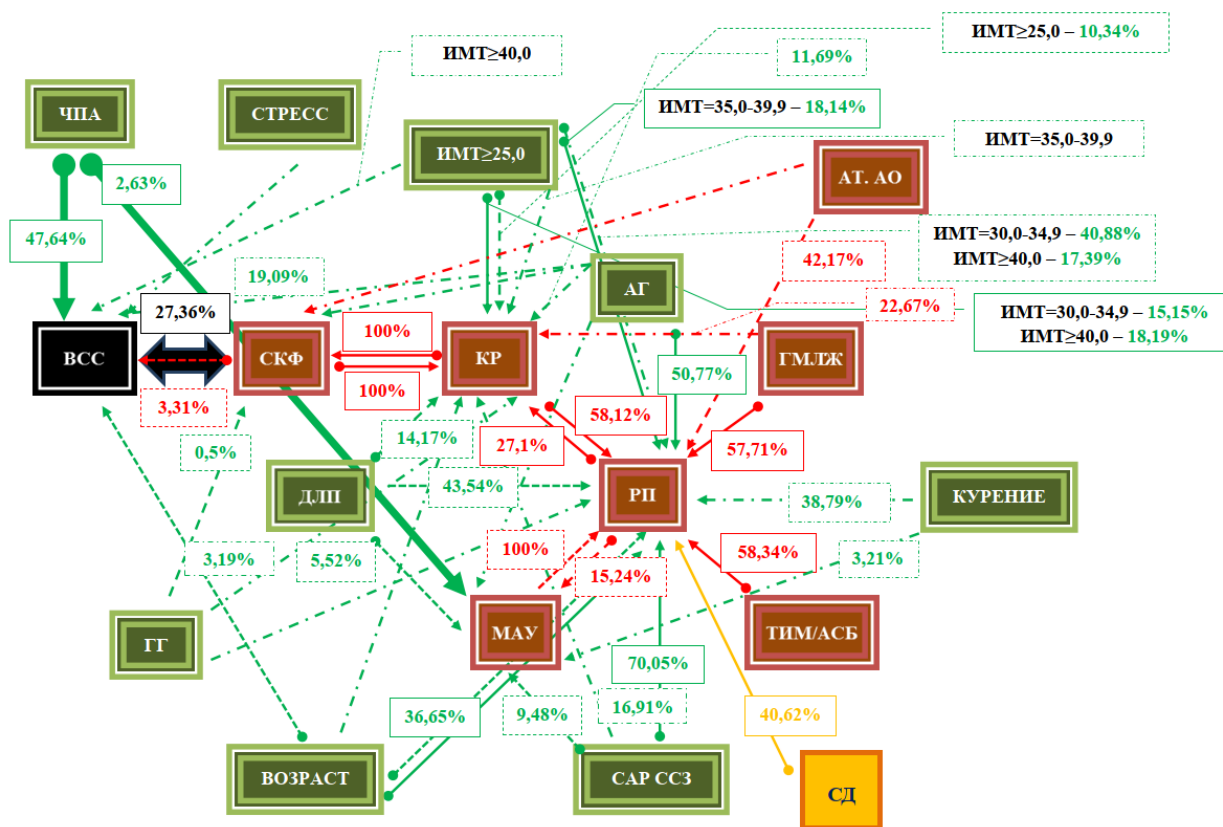 ИМТ≥40,0
ИМТ≥25,0 – 10,34%
11,69%
ЧПА
СТРЕСС
ИМТ=35,0-39,9 – 18,14%
ИМТ≥25,0
ИМТ=35,0-39,9
АТ. АО
2,63%
47,64%
ИМТ=30,0-34,9 – 40,88%
ИМТ≥40,0 – 17,39%
42,17%
19,09%
АГ
22,67%
27,36%
ИМТ=30,0-34,9 – 15,15%
ИМТ≥40,0 – 18,19%
100%
ВСС
СКФ
КР
ГМЛЖ
100%
50,77%
3,31%
58,12%
14,17%
27,1%
57,71%
0,5%
ДЛП
43,54%
РП
38,79%
КУРЕНИЕ
3,19%
5,52%
100%
58,34%
3,21%
15,24%
ГГ
МАУ
ТИМ/АСБ
70,05%
36,65%
9,48%
16,91%
40,62%
ВОЗРАСТ
САР ССЗ
СД